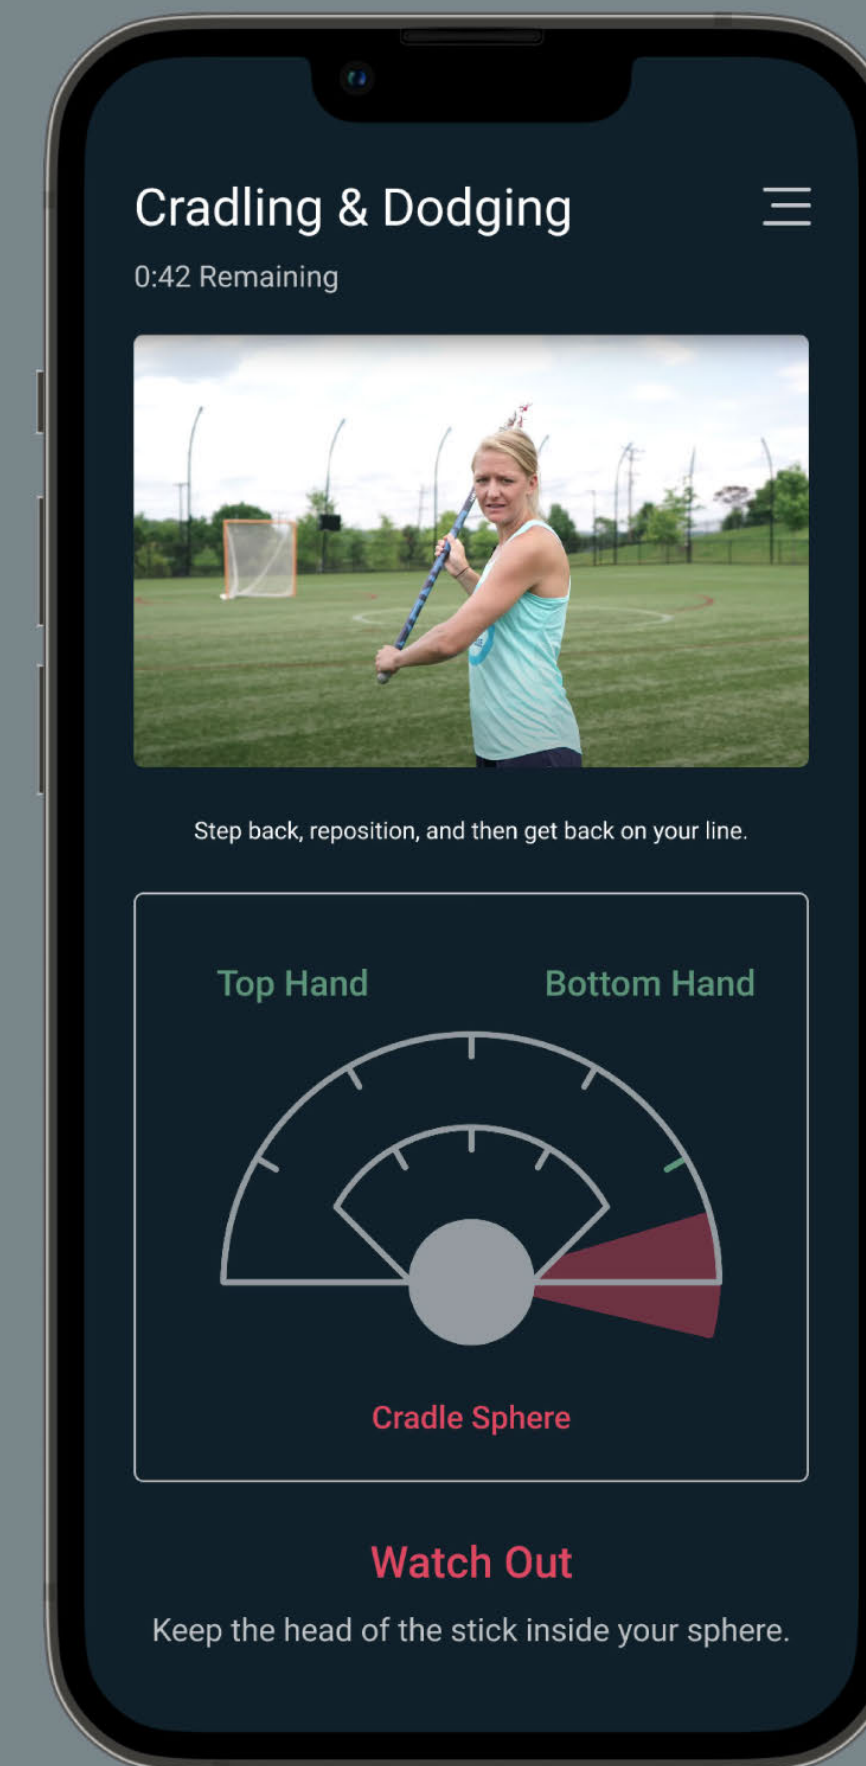 Cradling & Dodging
0:42 Remaining
Step back, reposition, and then get back on your line.
Top Hand
Bottom Hand
Cradle Sphere
Watch Out
Keep the head of the stick inside your sphere.